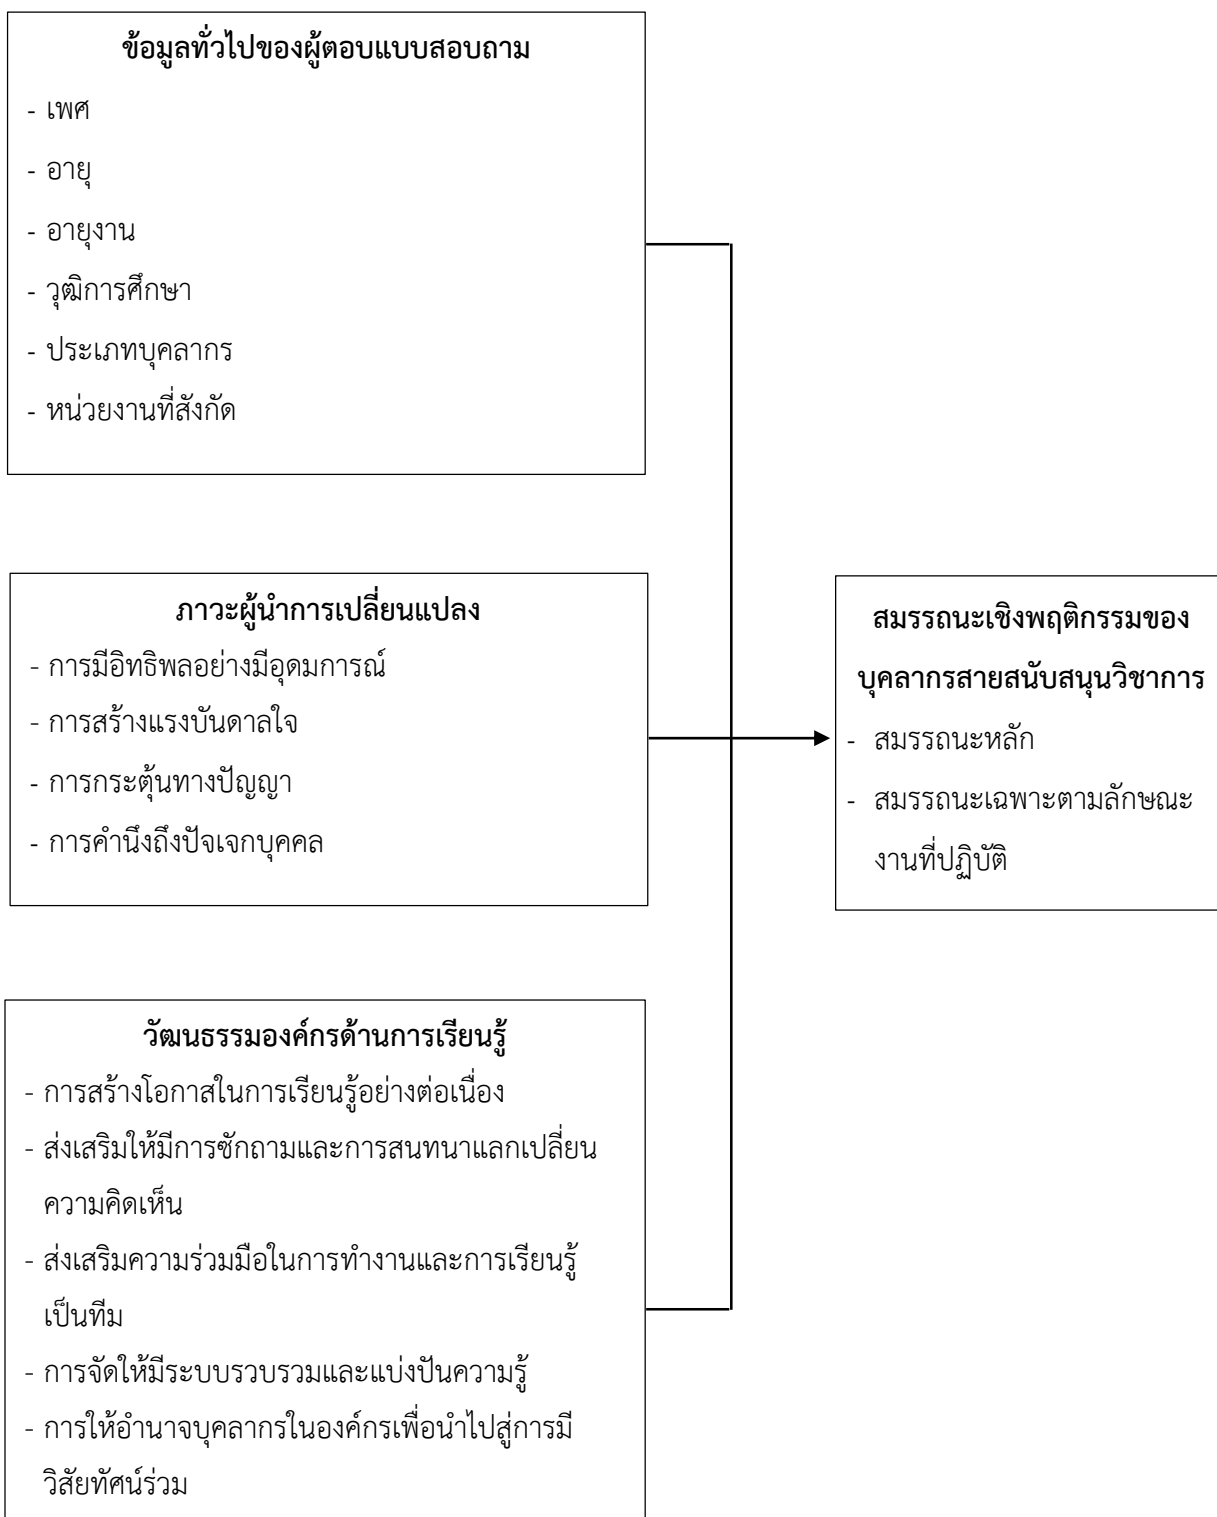 ข้อมูลทั่วไปของผู้ตอบแบบสอบถาม
- เพศ
- อายุ
- อายุงาน
- วุฒิการศึกษา
- ประเภทบุคลากร
- หน่วยงานที่สังกัด
ภาวะผู้นำการเปลี่ยนแปลง
- การมีอิทธิพลอย่างมีอุดมการณ์
- การสร้างแรงบันดาลใจ
- การกระตุ้นทางปัญญา
- การคำนึงถึงปัจเจกบุคคล
วัฒนธรรมองค์กรด้านการเรียนรู้
- การสร้างโอกาสในการเรียนรู้อย่างต่อเนื่อง
- ส่งเสริมให้มีการซักถามและการสนทนาแลกเปลี่ยน
ความคิดเห็น
- ส่งเสริมความร่วมมือในการทำงานและการเรียนรู้
เป็นทีม
- การจัดให้มีระบบรวบรวมและแบ่งปันความรู้
- การให้อำนาจบุคลากรในองค์กรเพื่อนำไปสู่การมี
วิสัยทัศน์ร่วม
สมรรถนะเชิงพฤติกรรมของ
บุคลากรสายสนับสนุนวิชาการ
- สมรรถนะหลัก
- สมรรถนะเฉพาะตามลักษณะ
งานที่ปฏิบัติ